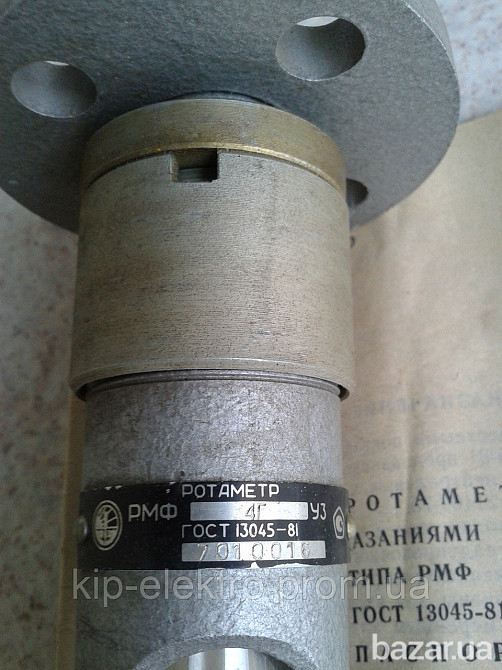 РОТАМЕТР
РМФ 4Г У3
ГОСТ 13045-81
7010016
РОТАМЕТ
АЗАНИЯМИ
ТИПА РМФ
ГОСТ 13045-81
kip-elektro.prom.ua
bazar.ua